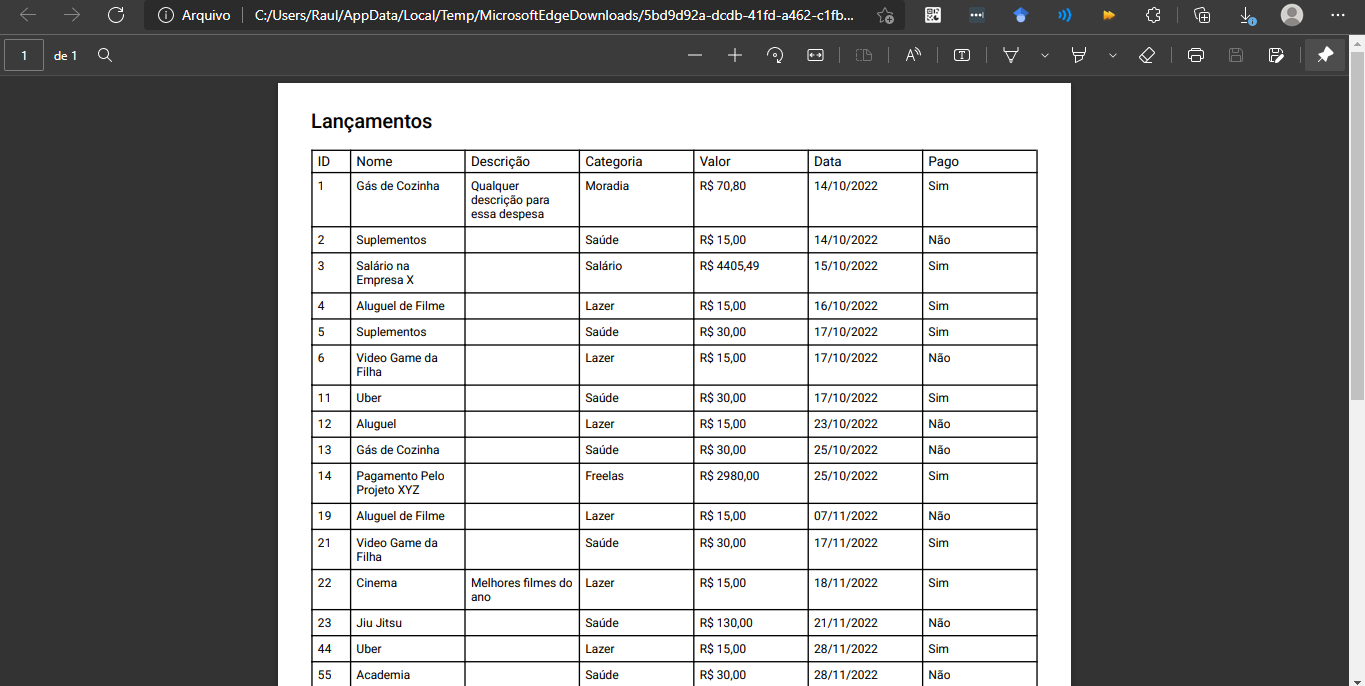 Arquivo C:/Users/Raul/AppData/Local/Temp/MicrosoftEdgeDownloads/5bd9d92a-dcdb-41fd-a462-c1fb...
1 de 1
Lançamentos
ID Nome Descrição Categoria Valor Data Pago
1 Gás de Cozinha Qualquer Moradia R$ 70,80 14/10/2022 Sim
descrição para
essa despesa
2 Suplementos Saúde R$ 15,00 14/10/2022 Não
3 Salário na Salário R$ 4405,49 15/10/2022 Sim
Empresa X
4 Aluguel de Filme Lazer R$ 15,00 16/10/2022 Sim
5 Suplementos Saúde R$ 30,00 17/10/2022 Sim
6 Video Game da Lazer R$ 15,00 17/10/2022 Não
Filha
11 Uber Saúde R$ 30,00 17/10/2022 Sim
12 Aluguel Lazer R$ 15,00 23/10/2022 Não
13 Gás de Cozinha Saúde R$ 30,00 25/10/2022 Não
14 Pagamento Pelo Freelas R$ 2980,00 25/10/2022 Sim
Projeto XYZ
19 Aluguel de Filme Lazer R$ 15,00 07/11/2022 Não
21 Video Game da Saúde R$ 30,00 17/11/2022 Sim
Filha
22 Cinema Melhores filmes do Lazer R$ 15,00 18/11/2022 Sim
ano
23 Jiu Jitsu Saúde R$ 130,00 21/11/2022 Não
44 Uber Lazer R$ 15,00 28/11/2022 Sim
55 Academia Saúde R$ 30,00 28/11/2022 Não